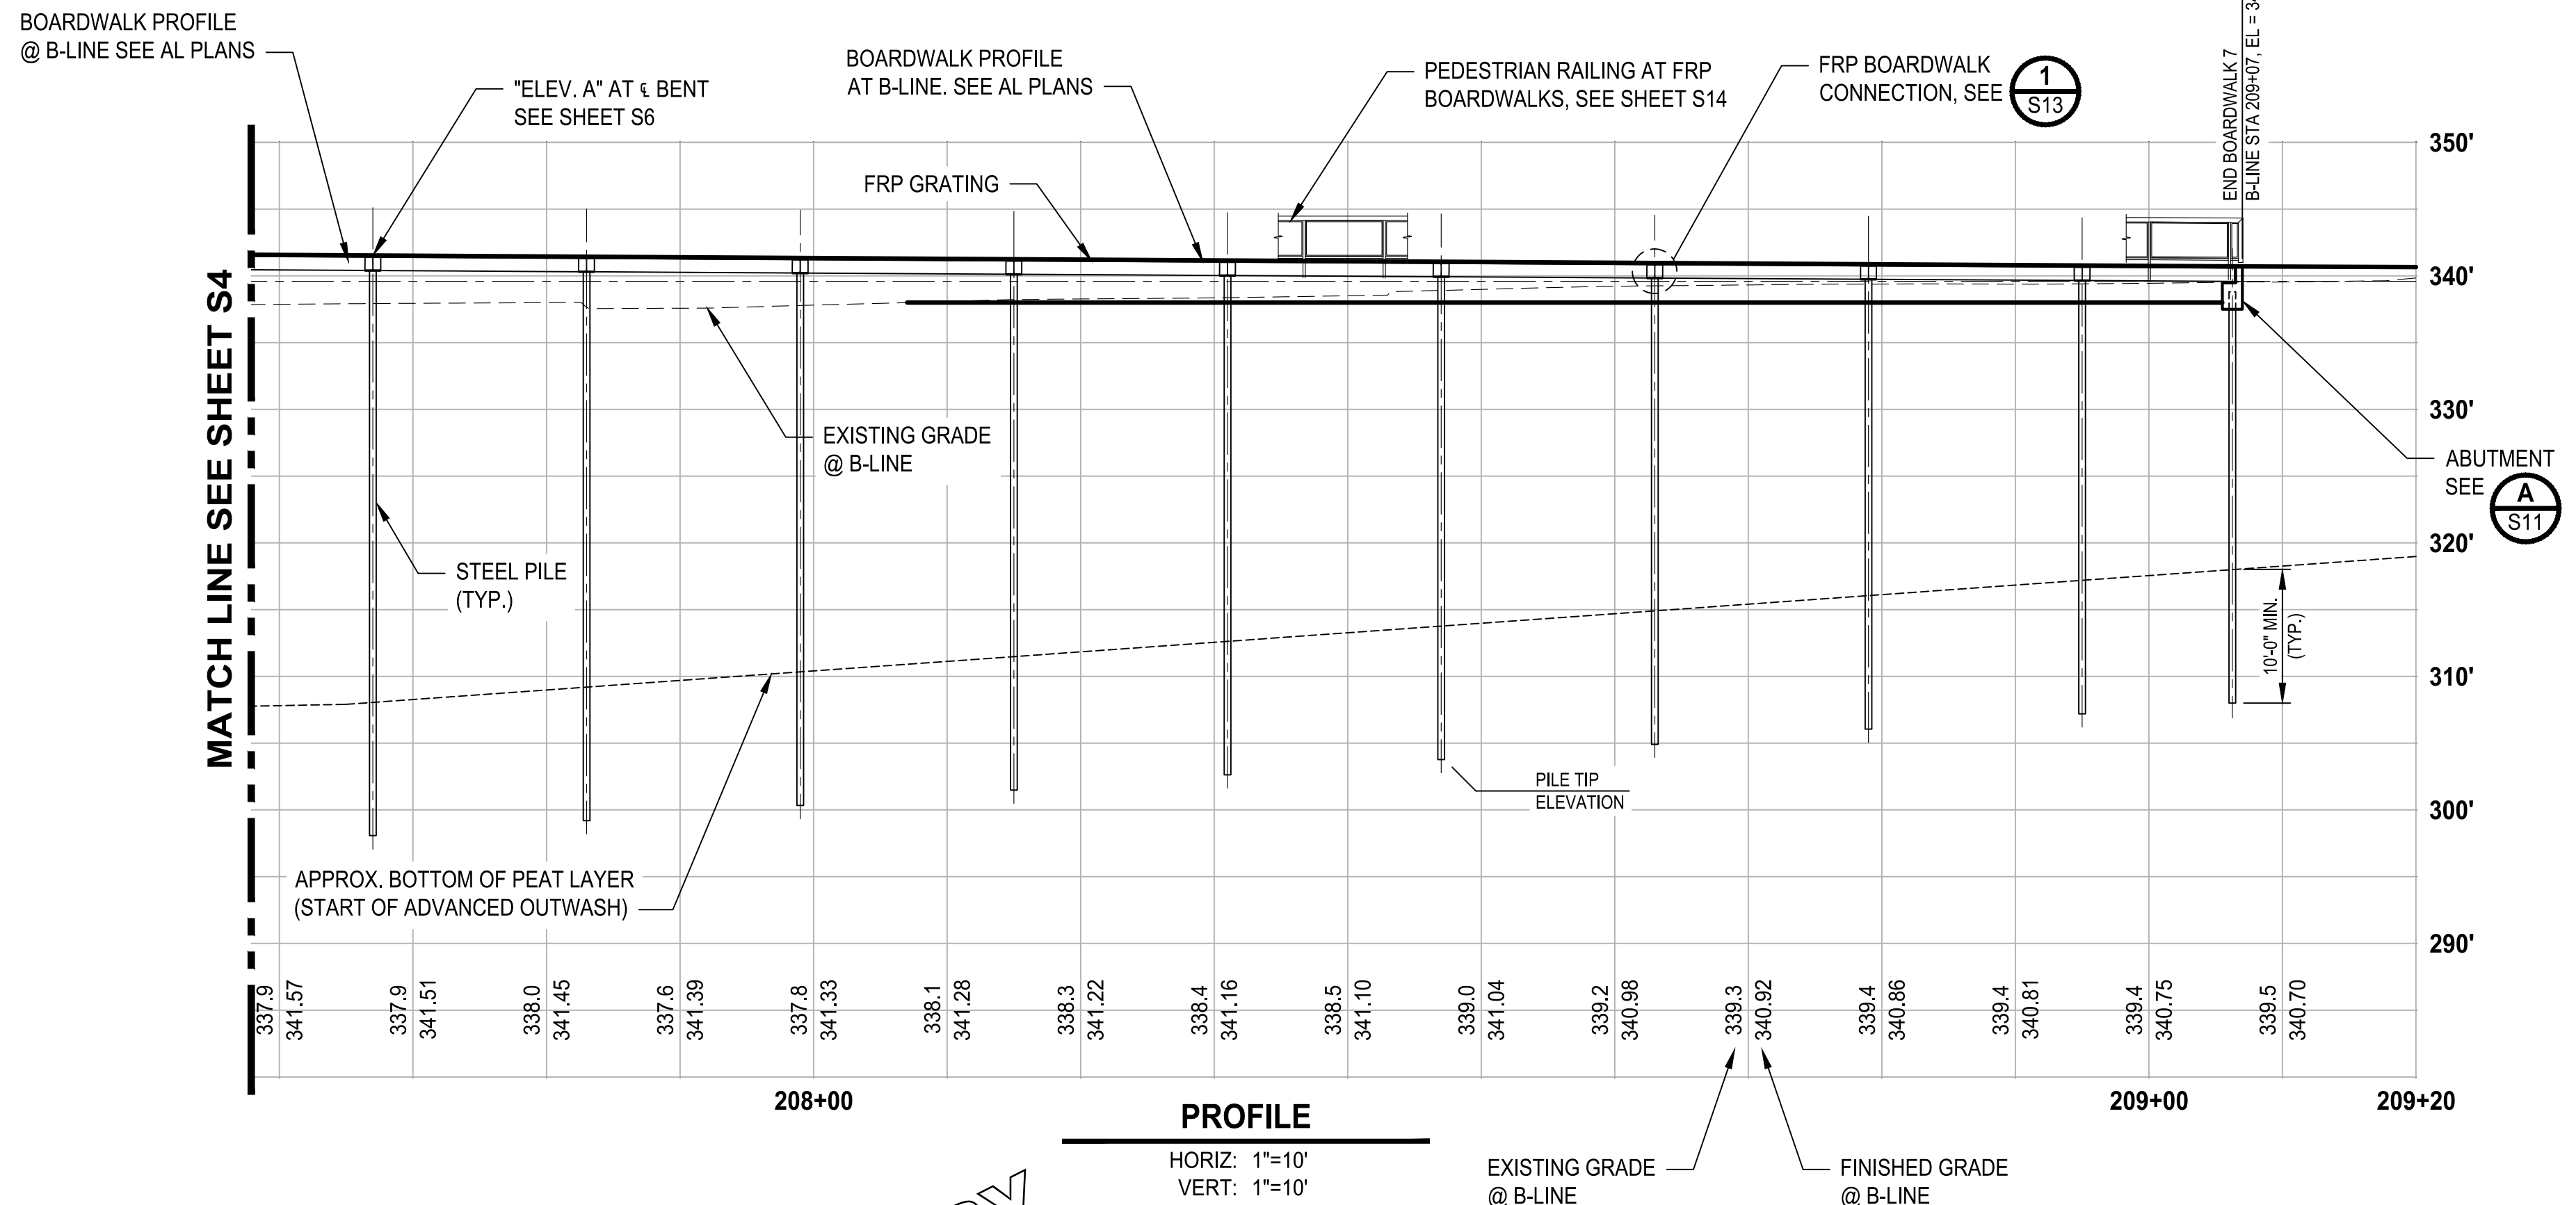 BOARDWALK PROFILE
@ B-LINE SEE AL PLANS
"ELEV. A" AT ℄ BENT
SEE SHEET S6
BOARDWALK PROFILE
AT B-LINE. SEE AL PLANS
FRP GRATING
PEDESTRIAN RAILING AT FRP
BOARDWALKS, SEE SHEET S14
FRP BOARDWALK
CONNECTION, SEE
1
S13
END BOARDWALK 7
B-LINE STA 209+07, EL =
350'
340'
330'
320'
310'
300'
290'
MATCH LINE SEE SHEET S4
EXISTING GRADE
@ B-LINE
STEEL PILE
(TYP.)
ABUTMENT
SEE
A
S11
10'-0" MIN.
(TYP.)
PILE TIP
ELEVATION
APPROX. BOTTOM OF PEAT LAYER
(START OF ADVANCED OUTWASH)
337.9
341.57
337.9
341.51
338.0
341.45
337.6
341.39
337.8
341.33
338.1
341.28
338.3
341.22
338.4
341.16
338.5
341.10
339.0
341.04
339.2
340.98
339.3
340.92
339.4
340.86
339.4
340.81
339.4
340.75
339.5
340.70
208+00
209+00
209+20
PROFILE
HORIZ: 1"=10'
VERT: 1"=10'
EXISTING GRADE
@ B-LINE
FINISHED GRADE
@ B-LINE